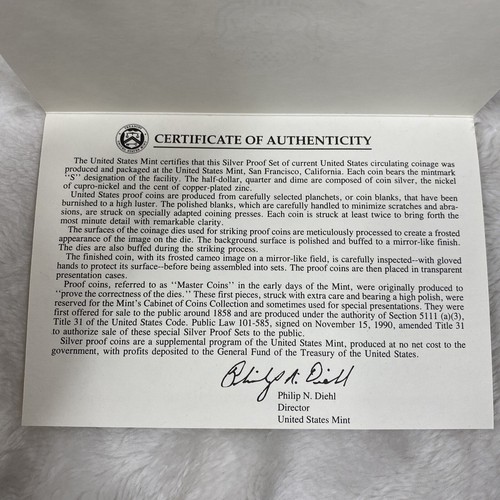 CERTIFICATE OF AUTHENTICITY
The United States Mint certifies that this Silver Proof Set of current United States circulating coinage was
produced and packaged at the United States Mint, San Francisco, California. Each coin bears the mintmark
"S" designation of the facility. The half-dollar, quarter and dime are composed of coin silver, the nickel
of cupro-nickel and the cent of copper-plated zinc.
United States proof coins are produced from carefully selected planchets, or coin blanks, that have been
burnished to a high luster. The polished blanks, which are carefully handled to minimize scratches and abra-
sions, are struck on specially adapted coining presses. Each coin is struck at least twice to bring forth the
most minute detail with remarkable clarity.
The surfaces of the coinage dies used for striking proof coins are meticulously processed to create a frosted
appearance of the image on the die. The background surface is polished and buffed to a mirror-like finish.
The dies are also buffed during the striking process.
The finished coin, with its frosted cameo image on a mirror-like field, is carefully inspected--with gloved
hands to protect its surface--before being assembled into sets. The proof coins are then placed in transparent
presentation cases.
Proof coins, referred to as "Master Coins" in the early days of the Mint, were originally produced to
"prove the correctness of the dies." These first pieces, struck with extra care and bearing a high polish, were
reserved for the Mint's Cabinet of Coins Collection and sometimes used for special presentations. They were
first offered for sale to the public around 1858 and are produced under the authority of Section 5111 (a)(3),
Title 31 of the United States Code. Public Law 101-585, signed on November 15, 1990, amended Title 31
to authorize sale of these special Silver Proof Sets to the public.
Silver proof coins are a supplemental program of the United States Mint, produced at no net cost to the
government, with profits deposited to the General Fund of the Treasury of the United States.
Philip N. Diehl
Philip N. Diehl
Director
United States Mint